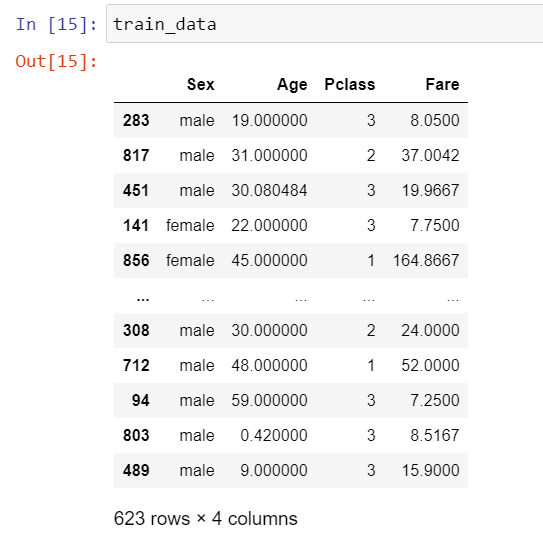 In [15]: train_data
Out[15]:
Sex Age Pclass Fare
283 male 19.000000 3 8.0500
817 male 31.000000 2 37.0042
451 male 30.080484 3 19.9667
141 female 22.000000 3 7.7500
856 female 45.000000 1 164.8667
... ... ... ... ...
308 male 30.000000 2 24.0000
712 male 48.000000 1 52.0000
94 male 59.000000 3 7.2500
803 male 0.420000 3 8.5167
489 male 9.000000 3 15.9000
623 rows × 4 columns